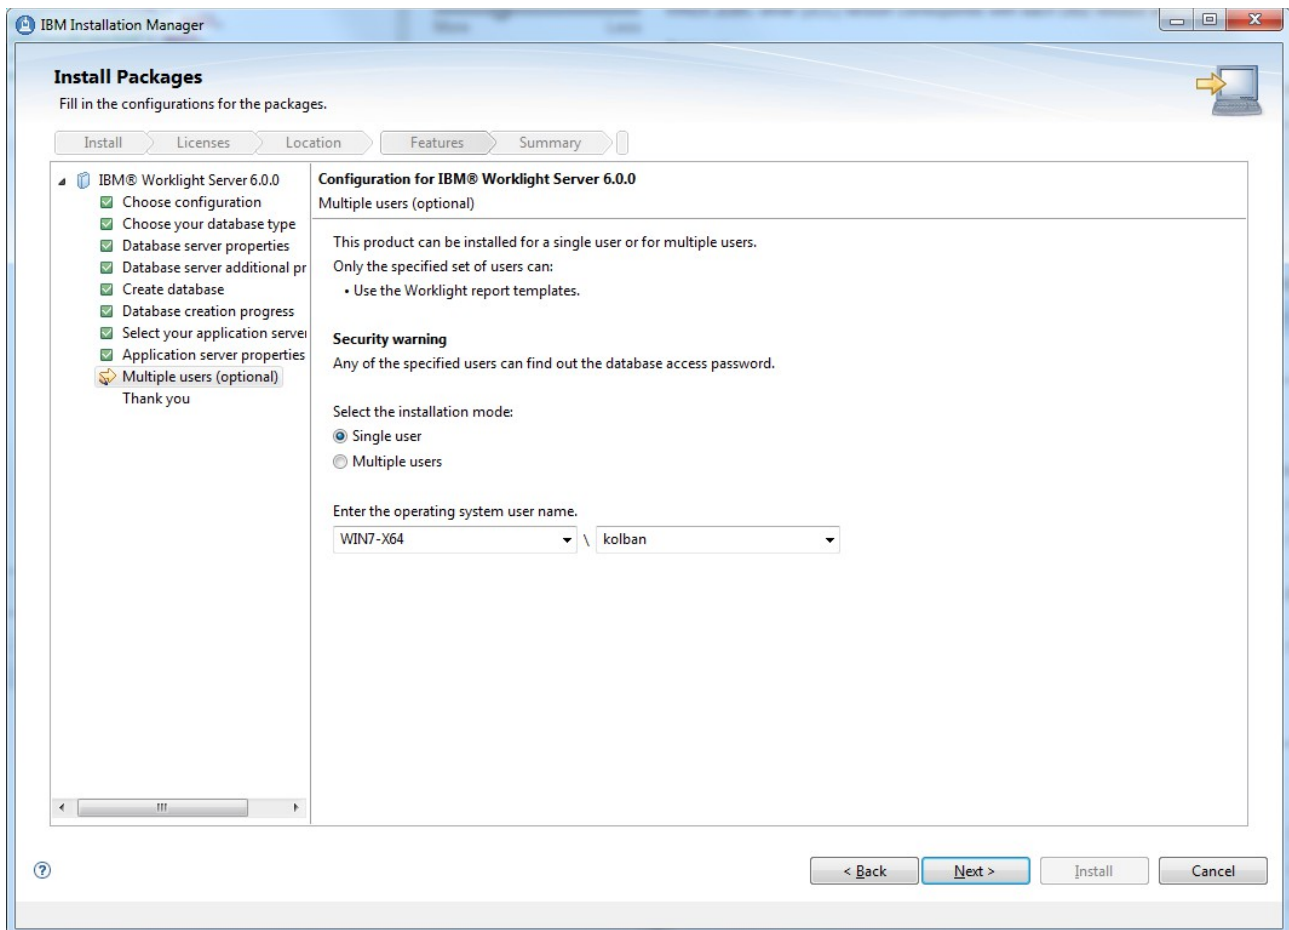 IBM Installation Manager
Install Packages
Fill in the configurations for the packages.
Install Licenses Location Features Summary
IBM® Worklight Server 6.0.0
Choose configuration
Choose your database type
Database server properties
Database server additional pr
Create database
Database creation progress
Select your application server
Application server properties
Multiple users (optional)
Thank you
Configuration for IBM® Worklight Server 6.0.0
Multiple users (optional)
This product can be installed for a single user or for multiple users.
Only the specified set of users can:
• Use the Worklight report templates.
Security warning
Any of the specified users can find out the database access password.
Select the installation mode:
Single user
Multiple users
Enter the operating system user name.
WIN7-X64 \ kolban
< Back Next > Install Cancel